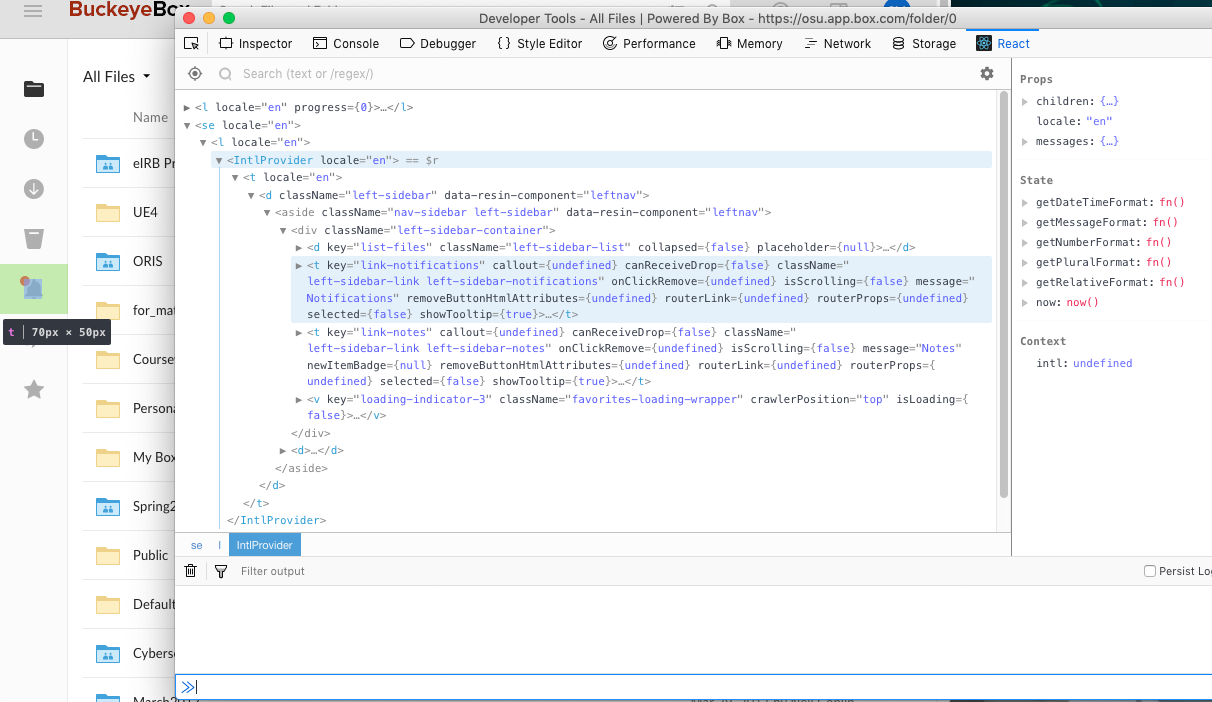 BuckeyeBox
Developer Tools - All Files | Powered By Box - https://osu.app.box.com/folder/0
Inspector Console Debugger {} Style Editor Performance Memory Network Storage React
All Files
Name
eIRB Pr
UE4
ORIS
for_mat
Course
Persona
My Box
Spring2
Public
Default
Cyberse
March2017
t | 70px × 50px
Search (text or /regex/)
▶ <l locale="en" progress={0}>…</l>
▼ <se locale="en">
▼ <l locale="en">
▼ <IntlProvider locale="en"> == $r
▼ <t locale="en">
▼ <d className="left-sidebar" data-resin-component="leftnav">
▼ <aside className="nav-sidebar left-sidebar" data-resin-component="leftnav">
▼ <div className="left-sidebar-container">
▶ <d key="list-files" className="left-sidebar-list" collapsed={false} placeholder={null}>…</d>
▶ <t key="link-notifications" callout={undefined} canReceiveDrop={false} className="
left-sidebar-link left-sidebar-notifications" onClickRemove={undefined} isScrolling={false} message="
Notifications" removeButtonHtmlAttributes={undefined} routerLink={undefined} routerProps={undefined}
selected={false} showTooltip={true}>…</t>
▶ <t key="link-notes" callout={undefined} canReceiveDrop={false} className="
left-sidebar-link left-sidebar-notes" onClickRemove={undefined} isScrolling={false} message="Notes"
newItemBadge={null} removeButtonHtmlAttributes={undefined} routerLink={undefined} routerProps={
undefined} selected={false} showTooltip={true}>…</t>
▶ <v key="loading-indicator-3" className="favorites-loading-wrapper" crawlerPosition="top" isLoading={
false}>…</v>
</div>
▶ <d>…</d>
</aside>
</d>
</t>
</IntlProvider>
se l IntlProvider
Filter output
Persist Lo
Props
children: {…}
locale: "en"
messages: {…}
State
getDateTimeFormat: fn()
getMessageFormat: fn()
getNumberFormat: fn()
getPluralFormat: fn()
getRelativeFormat: fn()
now: now()
Context
intl: undefined